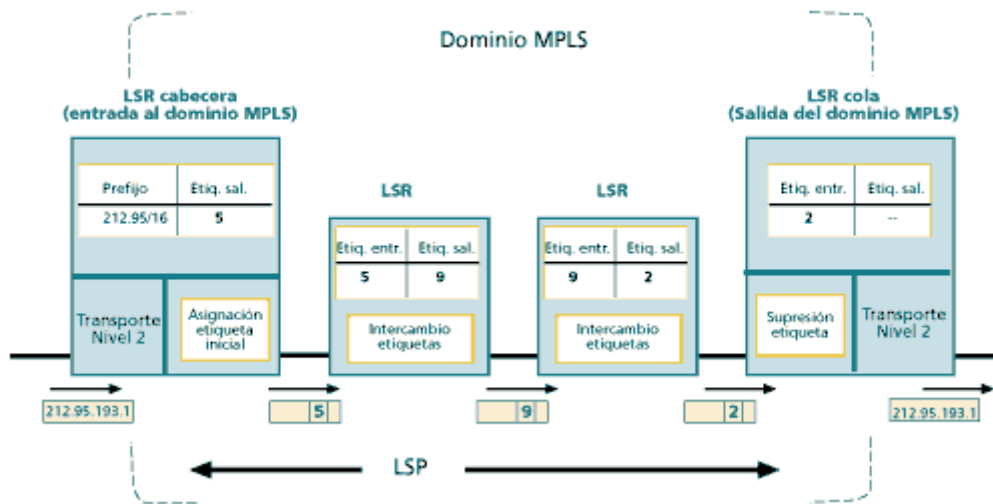 Dominio MPLS
LSR cabecera
(entrada al dominio MPLS)
LSR cola
(Salida del dominio MPLS)
Prefijo Etiq. sal.
212.95/16 5
LSR
Etiq. entr. Etiq. sal.
5 9
LSR
Etiq. entr. Etiq. sal.
9 2
Etiq. entr. Etiq. sal.
2 --
Transporte
Nivel 2
Asignación
etiqueta
inicial
Intercambio
etiquetas
Intercambio
etiquetas
Supresión
etiqueta
Transporte
Nivel 2
212.95.193.1
5
9
2
212.95.193.1
LSP